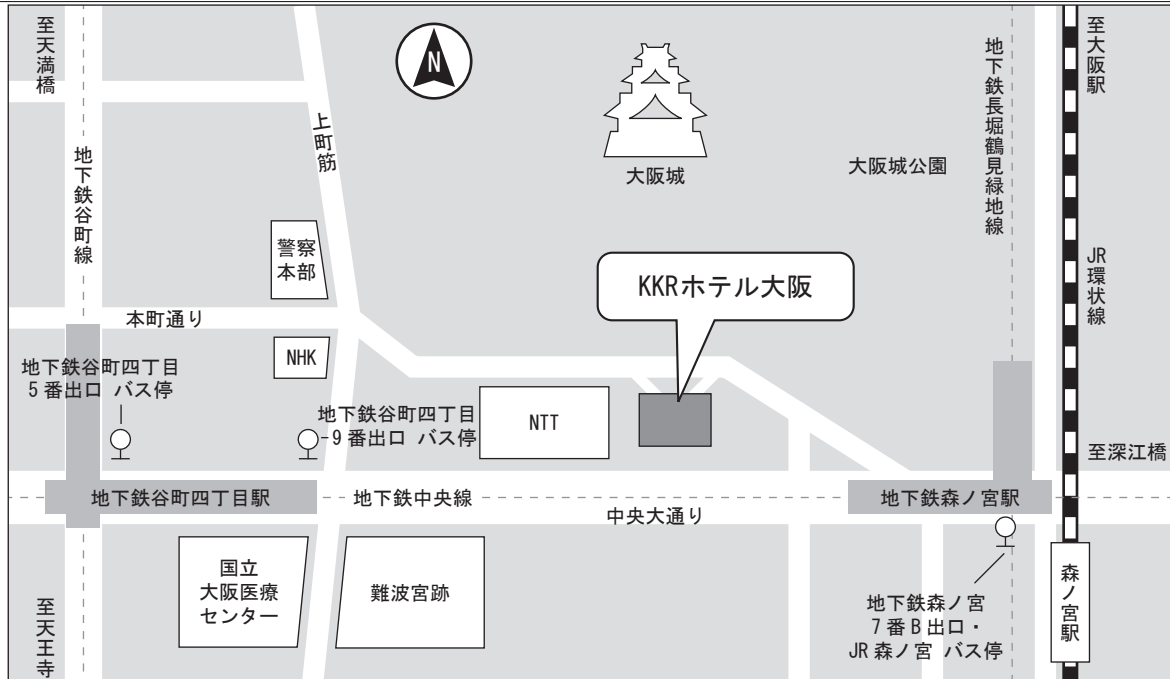 至天満橋
N
至大阪駅
地下鉄長堀鶴見緑地線
上町筋
地下鉄谷町線
大阪城
大阪城公園
警察
本部
JR環状線
KKRホテル大阪
本町通り
NHK
地下鉄谷町四丁目
5番出口 バス停
地下鉄谷町四丁目
-9番出口 バス停
NTT
至深江橋
地下鉄谷町四丁目駅
地下鉄中央線
地下鉄森ノ宮駅
中央大通り
国立
大阪医療
センター
難波宮跡
森ノ宮駅
地下鉄森ノ宮
7番B出口・
JR森ノ宮 バス停
至天王寺